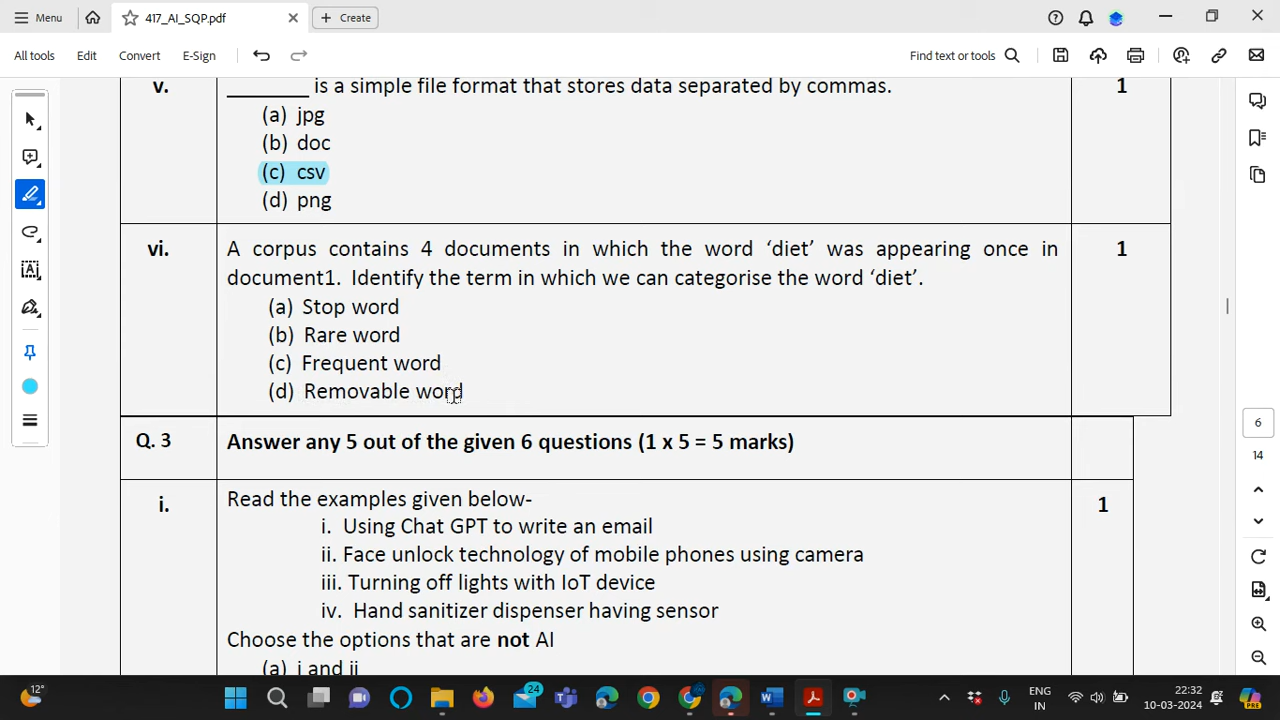 Menu
417_AI_SQP.pdf
Create
All tools
Edit
Convert
E-Sign
Find text or tools
v.
________ is a simple file format that stores data separated by commas.
1
(a) jpg
(b) doc
(c) csv
(d) png
vi.
A corpus contains 4 documents in which the word ‘diet’ was appearing once in
1
document1. Identify the term in which we can categorise the word ‘diet’.
(a) Stop word
(b) Rare word
(c) Frequent word
(d) Removable word
Q. 3
Answer any 5 out of the given 6 questions (1 x 5 = 5 marks)
i.
Read the examples given below-
1
i. Using Chat GPT to write an email
ii. Face unlock technology of mobile phones using camera
iii. Turning off lights with IoT device
iv. Hand sanitizer dispenser having sensor
Choose the options that are not AI
(a) i and ii
6
14
12°
24
ENG
IN
22:32
10-03-2024
PRE